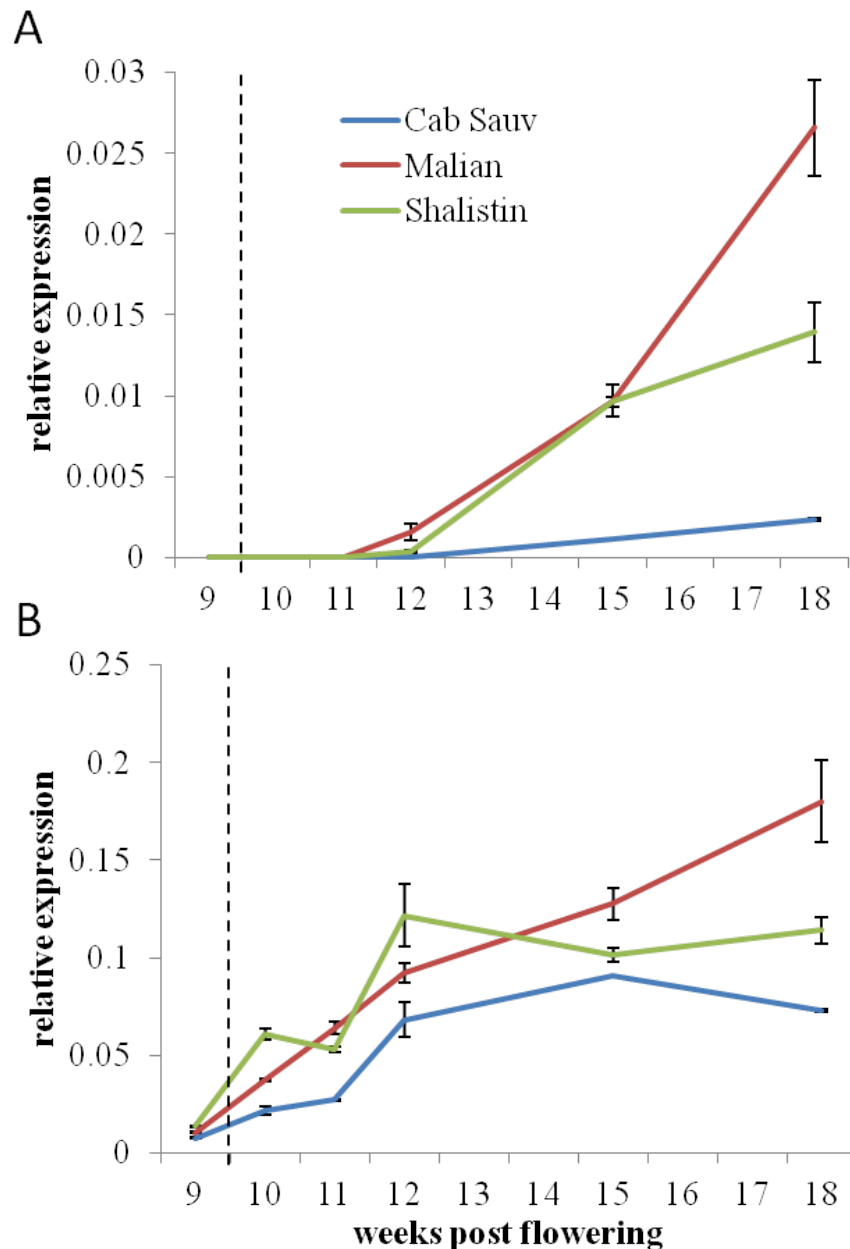 A
0.03
0.025
0.02
0.015
0.01
0.005
0
relative expression
Cab Sauv
Malian
Shalistin
9 10 11 12 13 14 15 16 17 18
B
0.25
0.2
0.15
0.1
0.05
0
relative expression
9 10 11 12 13 14 15 16 17 18
weeks post flowering